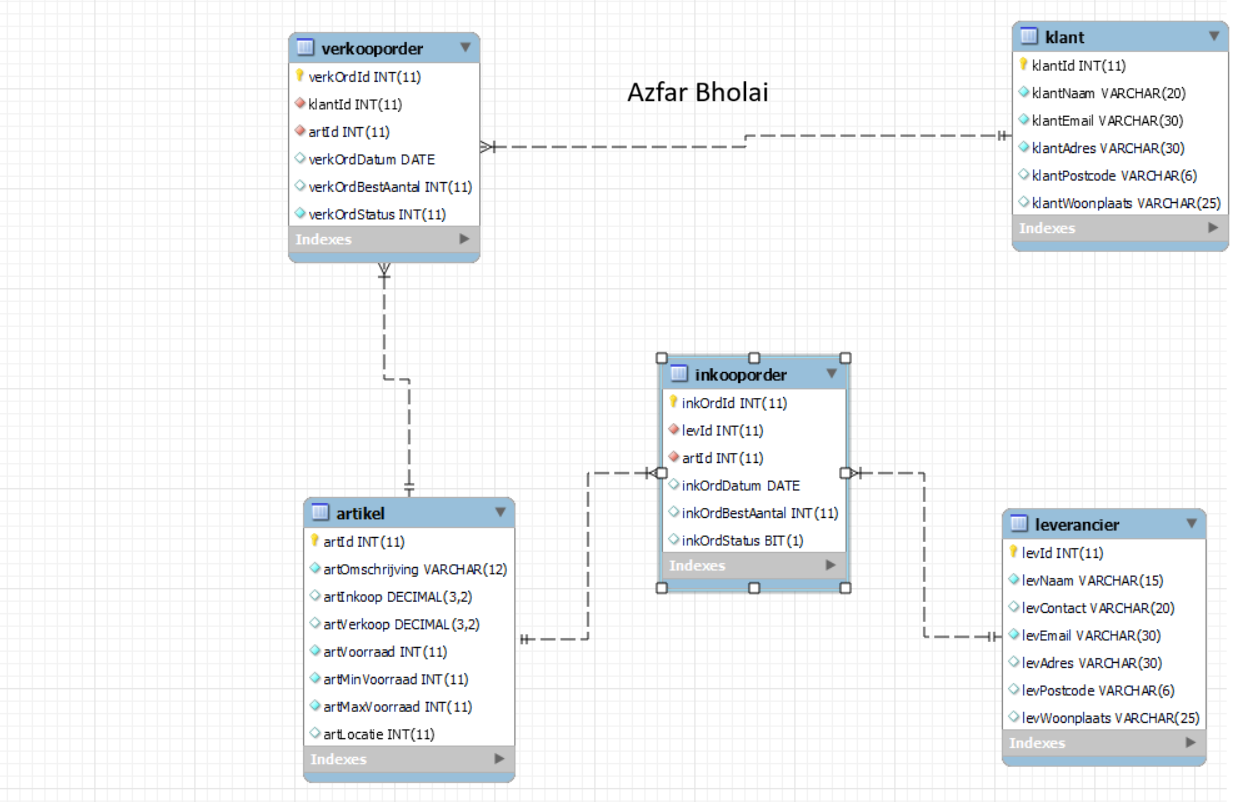 verkooporder
verkOrdId INT(11)
klantId INT(11)
artId INT(11)
verkOrdDatum DATE
verkOrdBestAantal INT(11)
verkOrdStatus INT(11)
Indexes
Azfar Bholai
klant
klantId INT(11)
klantNaam VARCHAR(20)
klantEmail VARCHAR(30)
klantAdres VARCHAR(30)
klantPostcode VARCHAR(6)
klantWoonplaats VARCHAR(25)
Indexes
inkooporder
inkOrdId INT(11)
levId INT(11)
artId INT(11)
inkOrdDatum DATE
inkOrdBestAantal INT(11)
inkOrdStatus BIT(1)
Indexes
artikel
artId INT(11)
artOmschrijving VARCHAR(12)
artInkoop DECIMAL(3,2)
artVerkoop DECIMAL(3,2)
artVoorraad INT(11)
artMinVoorraad INT(11)
artMaxVoorraad INT(11)
artLocatie INT(11)
Indexes
leverancier
levId INT(11)
levNaam VARCHAR(15)
levContact VARCHAR(20)
levEmail VARCHAR(30)
levAdres VARCHAR(30)
levPostcode VARCHAR(6)
levWoonplaats VARCHAR(25)
Indexes